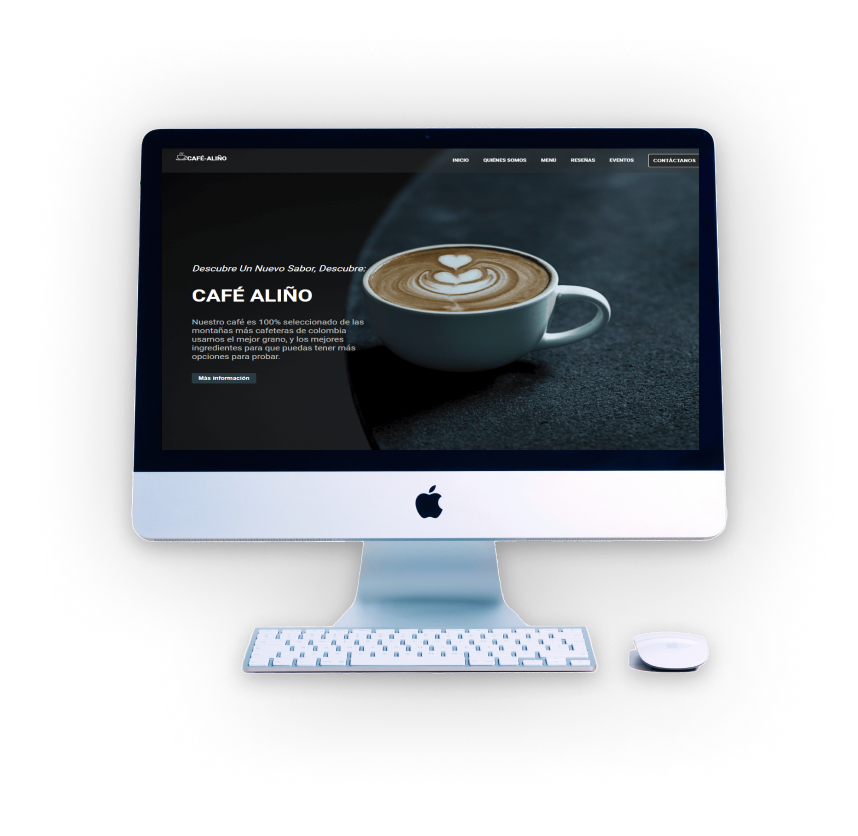 CAFÉ-ALIÑO
INICIO QUIÉNES SOMOS MENÚ RESEÑAS EVENTOS CONTÁCTANOS
Descubre Un Nuevo Sabor, Descubre:
CAFÉ ALIÑO
Nuestro café es 100% seleccionado de las
montañas más cafeteras de colombia
usamos el mejor grano, y los mejores
ingredientes para que puedas tener más
opciones para probar.
Más información